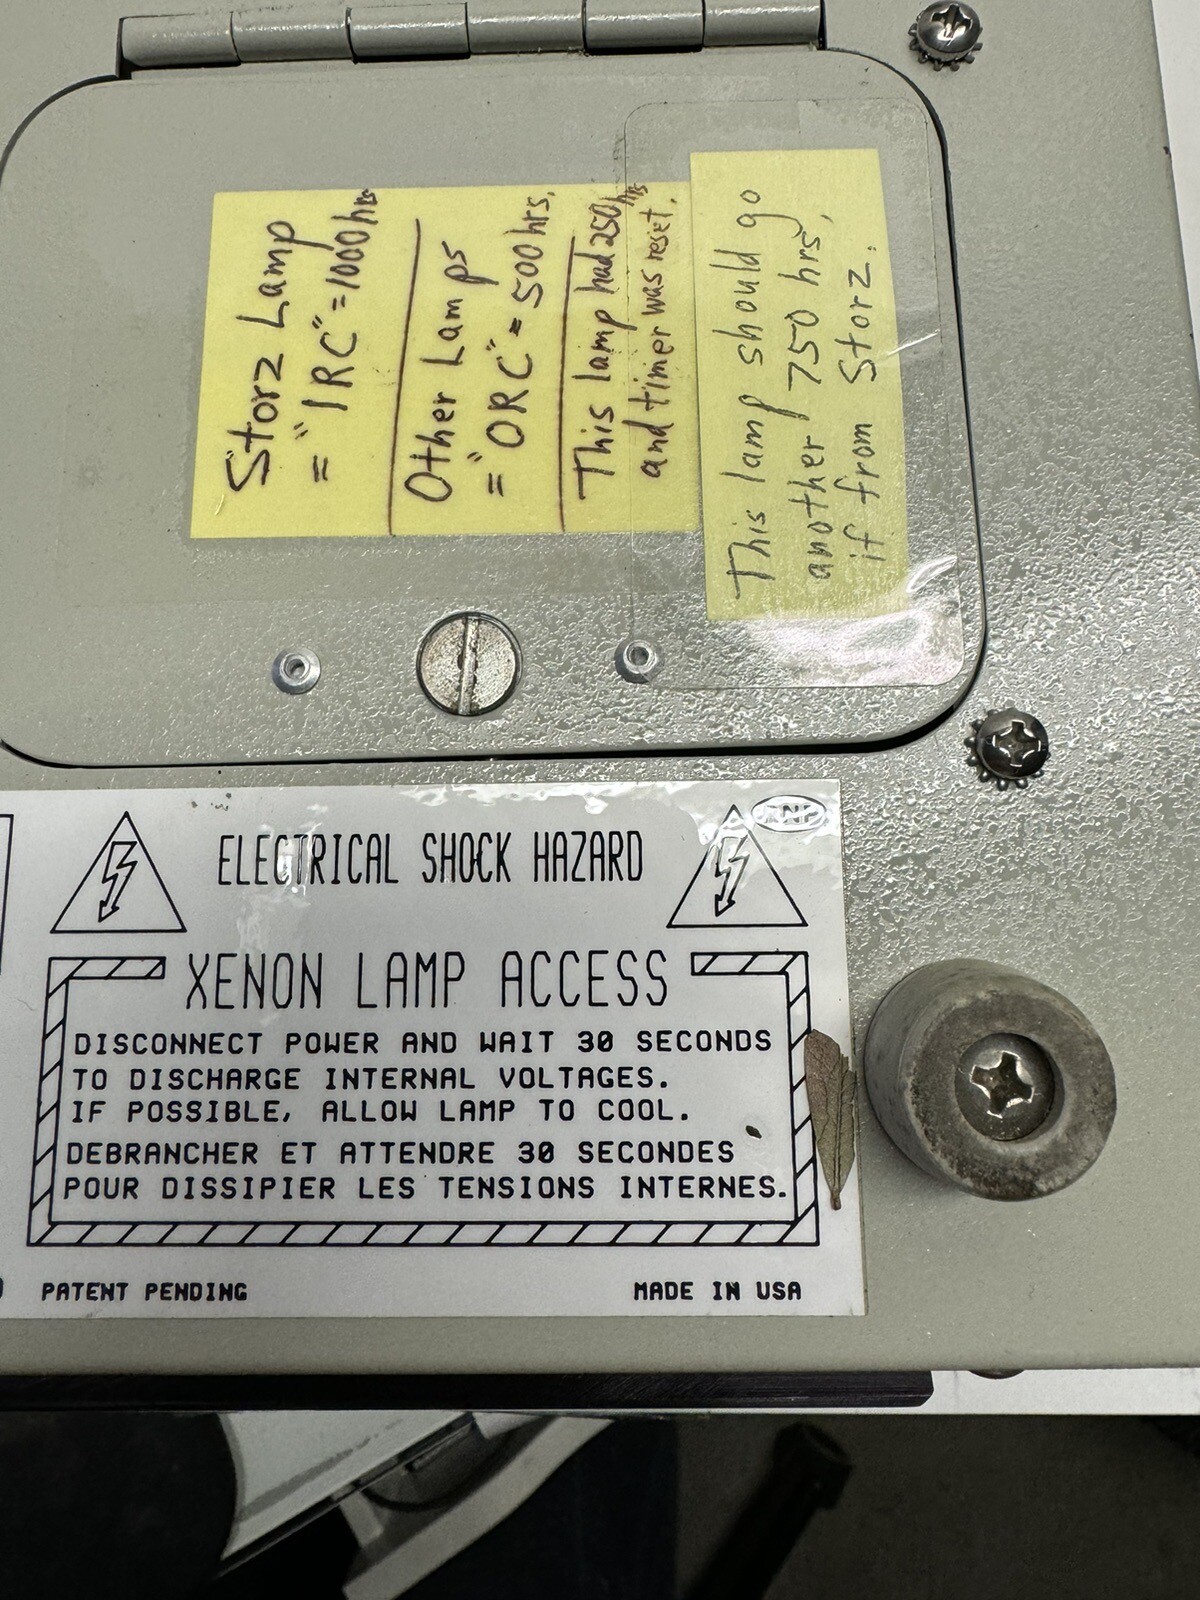 Storz Lamp
= "IRC" = 1000 hrs
Other Lamps
= "ORC" = 500 hrs.
This lamp had 250 hrs
and timer was reset.
This lamp should go
another 750 hrs,
if from Storz.
ELECTRICAL SHOCK HAZARD
XENON LAMP ACCESS
DISCONNECT POWER AND WAIT 30 SECONDS
TO DISCHARGE INTERNAL VOLTAGES.
IF POSSIBLE, ALLOW LAMP TO COOL.
DEBRANCHER ET ATTENDRE 30 SECONDES
POUR DISSIPIER LES TENSIONS INTERNES.
PATENT PENDING
MADE IN USA